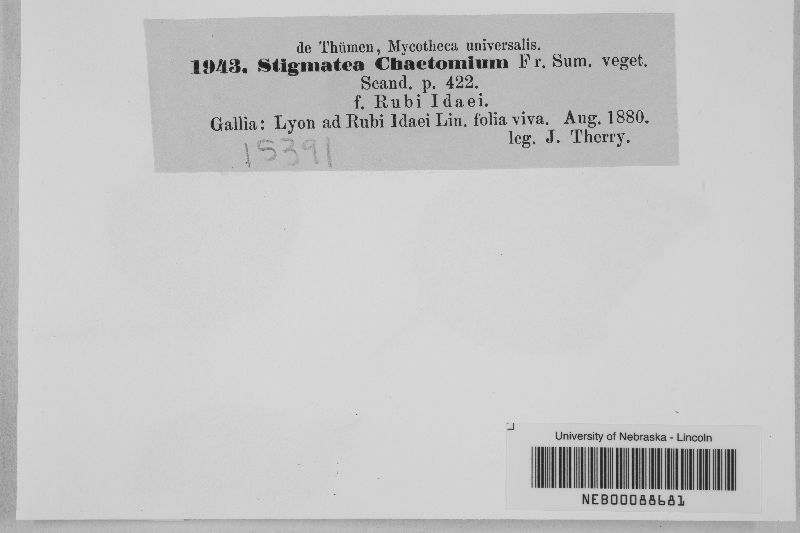 de Thümen, Mycotheca universalis.
1943. Stigmatea Chaetomium Fr. Sum. veget.
Scand. p. 422.
f. Rubi Idaei.
Gallia: Lyon ad Rubi Idaei Lin. folia viva. Aug. 1880.
leg. J. Therry.
15391
University of Nebraska - Lincoln
NEB00088681